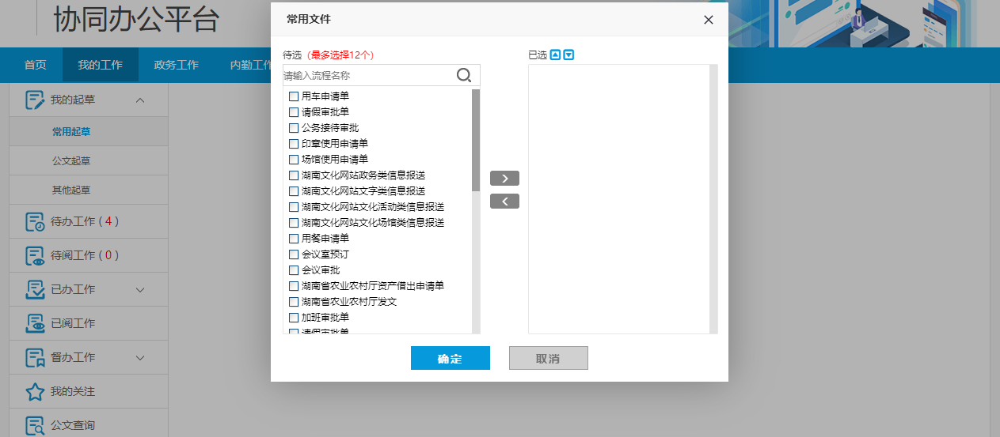 协同办公平台
首页
我的工作
政务工作
内勤工作
我的起草
常用起草
公文起草
其他起草
待办工作（4）
待阅工作（0）
已办工作
已阅工作
督办工作
我的关注
公文查询
常用文件
待选（最多选择12个）
请输入流程名称
用车申请单
请假审批单
公务接待审批
印章使用申请单
场馆使用申请单
湖南文化网站政务类信息报送
湖南文化网站文字类信息报送
湖南文化网站文化活动类信息报送
湖南文化网站文化场馆类信息报送
用餐申请单
会议室预订
会议审批
湖南省农业农村厅资产借出申请单
湖南省农业农村厅发文
加班审批单
请假审批单
已选
确定
取消